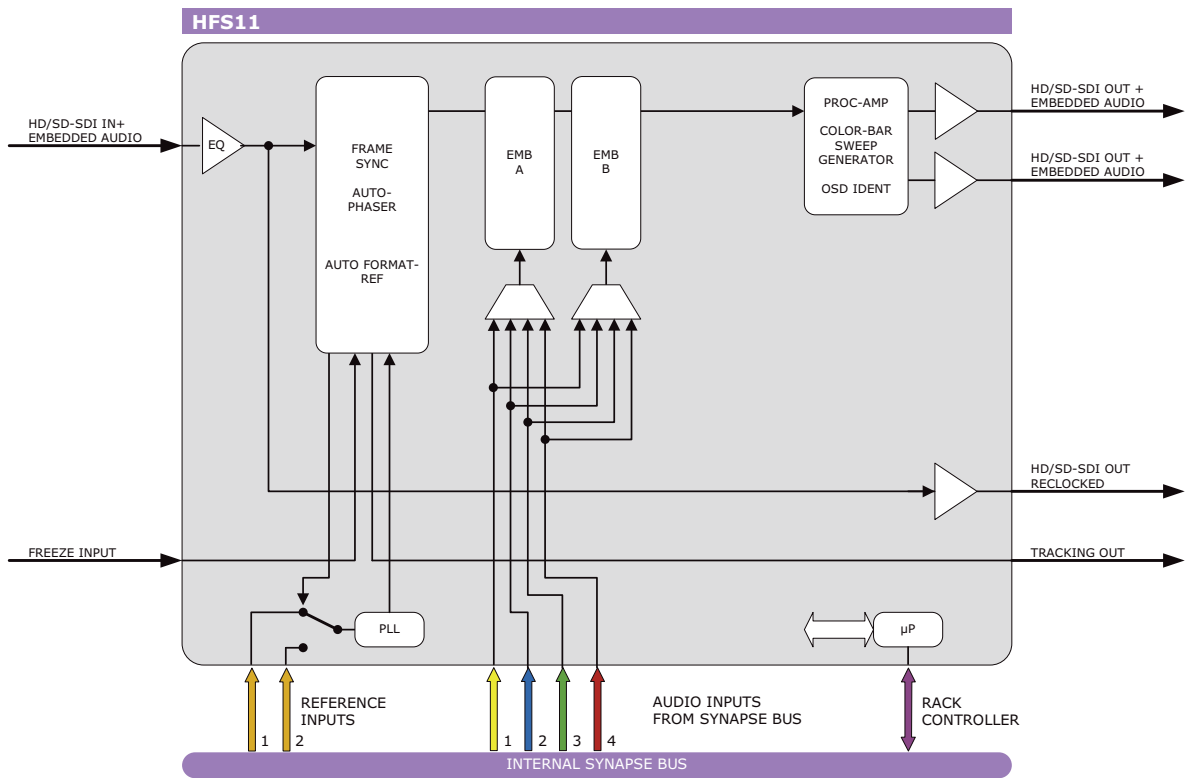 HFS11
HD/SD-SDI IN+
EMBEDDED AUDIO
EQ
FRAME
SYNC
AUTO-
PHASER
AUTO FORMAT-
REF
EMB
A
EMB
B
PROC-AMP
COLOR-BAR
SWEEP
GENERATOR
OSD IDENT
HD/SD-SDI OUT +
EMBEDDED AUDIO
HD/SD-SDI OUT +
EMBEDDED AUDIO
HD/SD-SDI OUT
RECLOCKED
FREEZE INPUT
TRACKING OUT
PLL
µP
REFERENCE
INPUTS
1
2
AUDIO INPUTS
FROM SYNAPSE BUS
1
2
3
4
RACK
CONTROLLER
INTERNAL SYNAPSE BUS